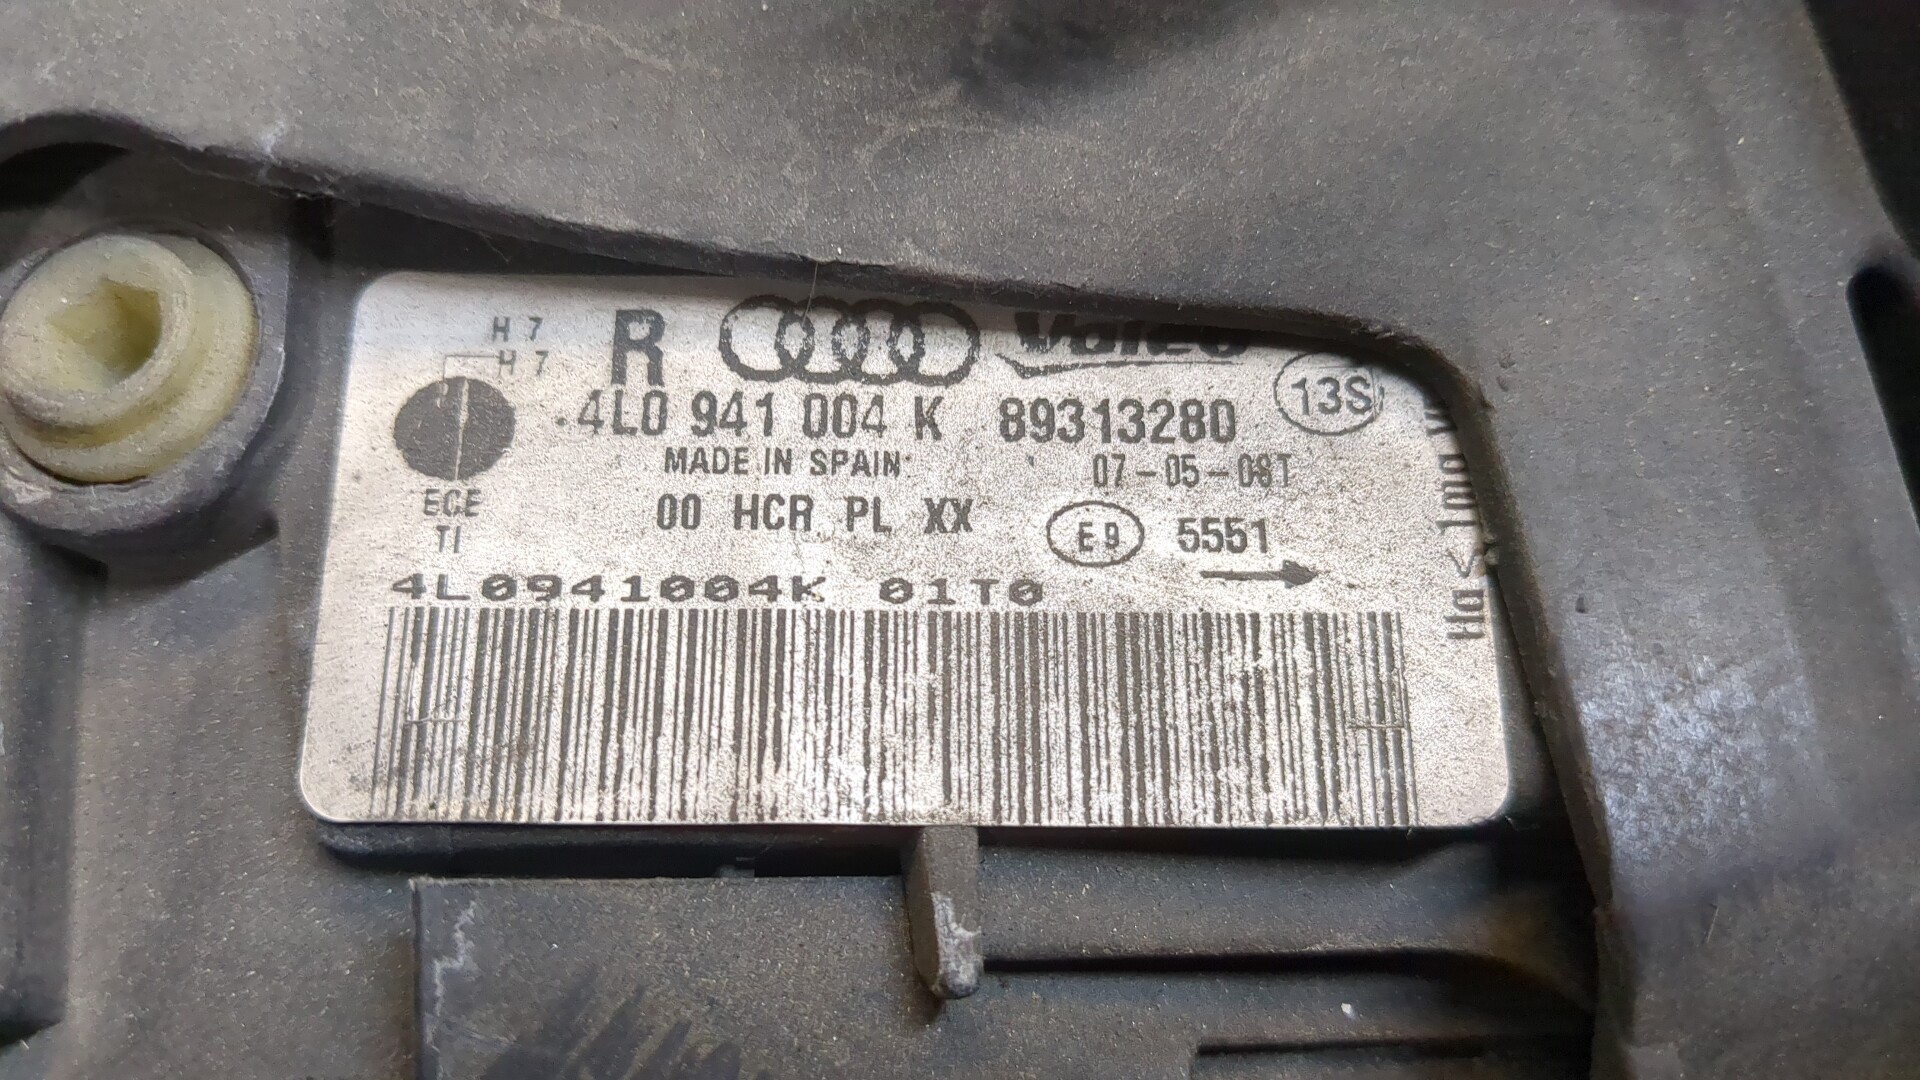 H7 R Valeo
H7
4L0 941 004 K 89313280 13S
MADE IN SPAIN 07-05-08T
ECE 00 HCR PL XX E9 5551
TI
4L0941004K 01T0